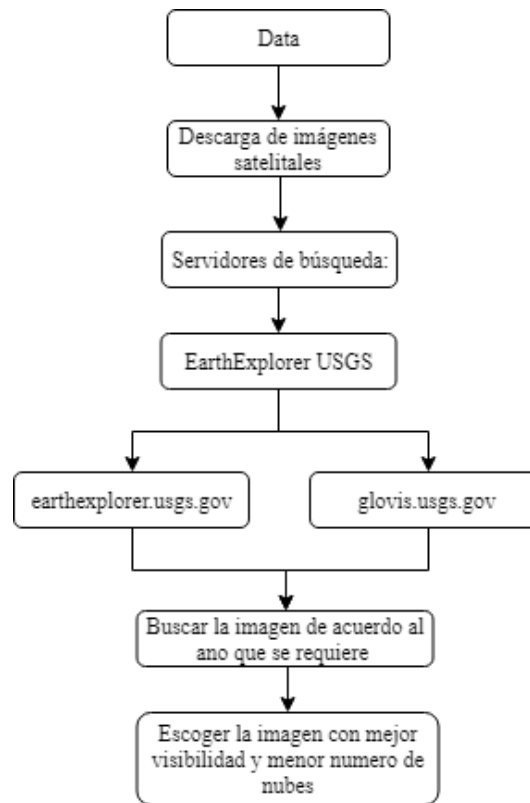 Data
Descarga de imágenes
satelitales
Servidores de búsqueda:
EarthExplorer USGS
earthexplorer.usgs.gov
glovis.usgs.gov
Buscar la imagen de acuerdo al
ano que se requiere
Escoger la imagen con mejor
visibilidad y menor numero de
nubes